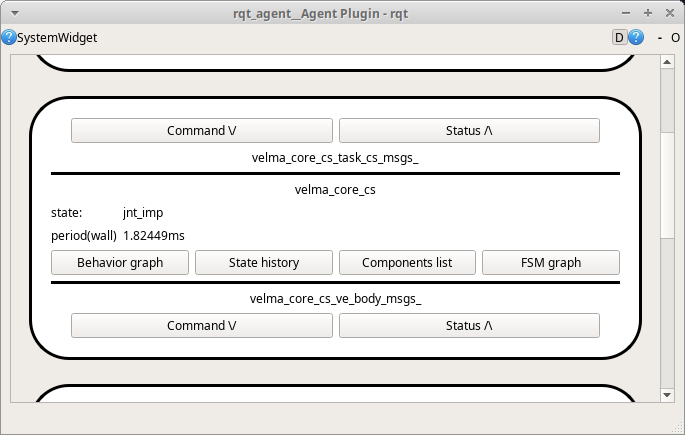 rqt_agent__Agent Plugin - rqt
SystemWidget D ? - O
Command \/ Status /\
velma_core_cs_task_cs_msgs_
velma_core_cs
state: jnt_imp
period(wall) 1.82449ms
Behavior graph State history Components list FSM graph
velma_core_cs_ve_body_msgs_
Command \/ Status /\